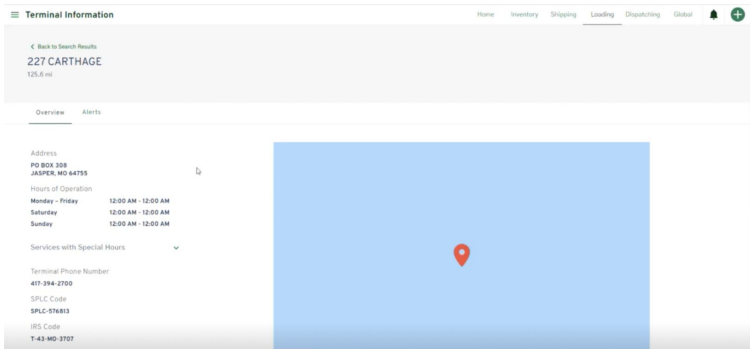 Terminal Information
Home Inventory Shipping Loading Dispatching Global
Back to Search Results
227 CARTHAGE
125.6 mi
Overview Alerts
Address
PO BOX 308
JASPER, MO 64755
Hours of Operation
Monday - Friday 12:00 AM - 12:00 AM
Saturday 12:00 AM - 12:00 AM
Sunday 12:00 AM - 12:00 AM
Services with Special Hours
Terminal Phone Number
417-394-2700
SPLC Code
SPLC-576813
IRS Code
T-43-MO-3707